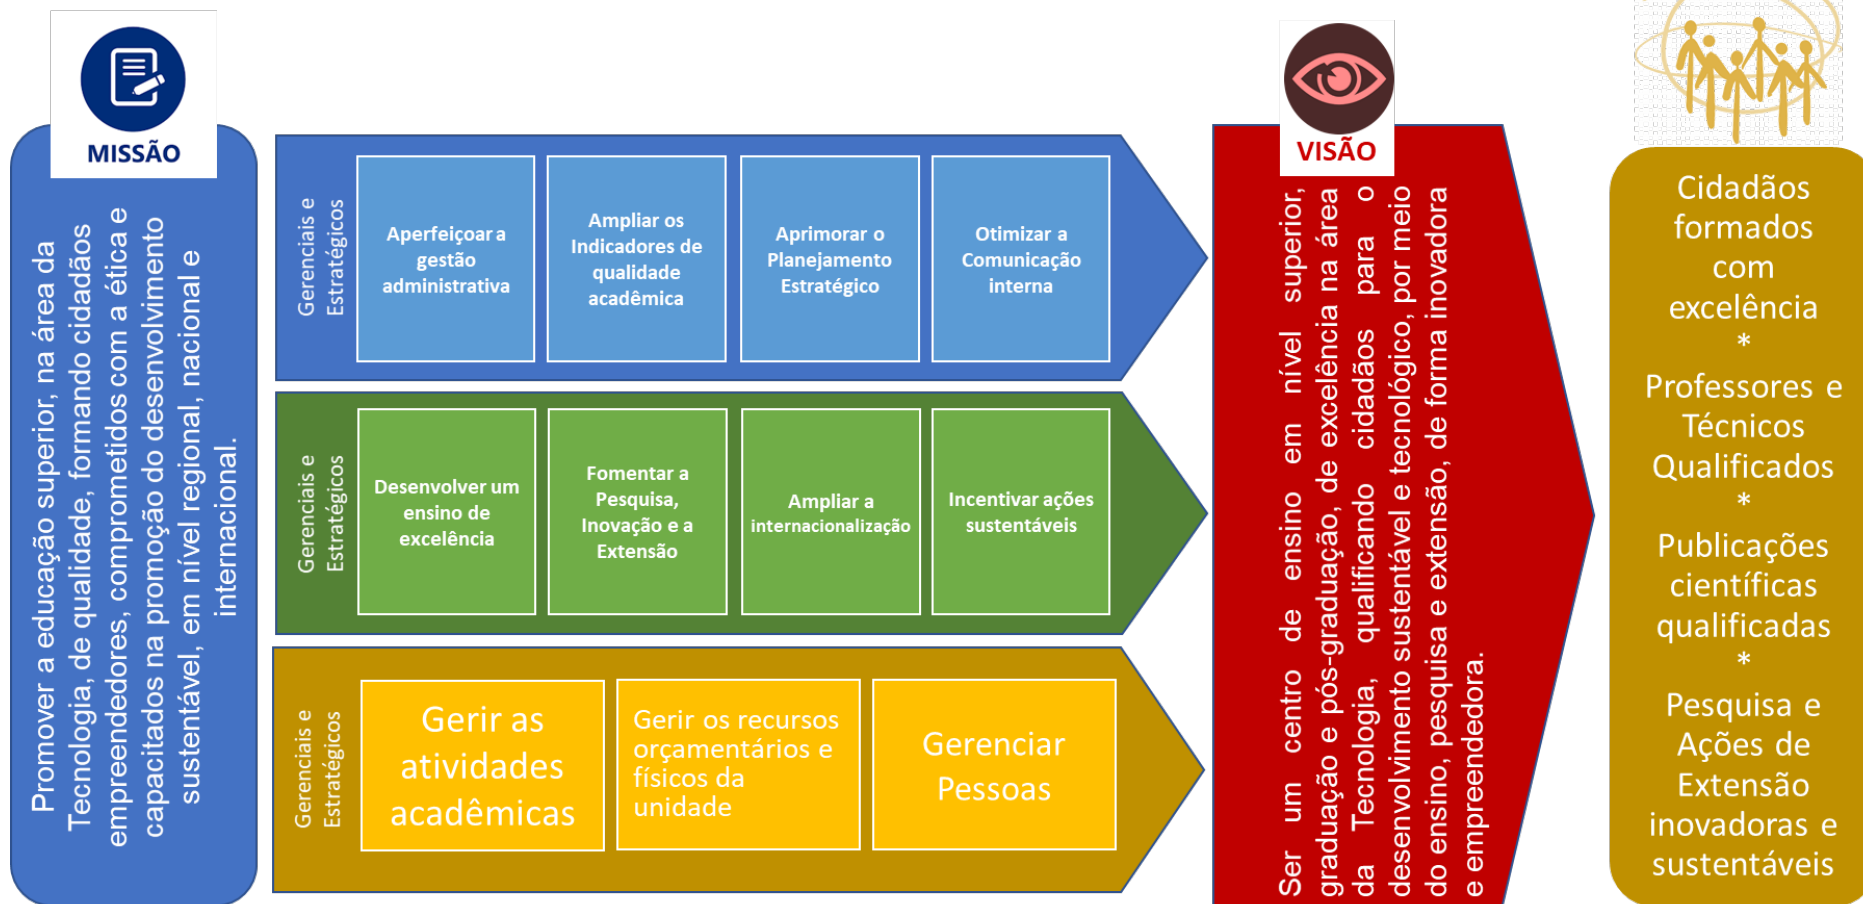 MISSÃO
Promover a educação superior, na área da
Tecnologia, de qualidade, formando cidadãos
empreendedores, comprometidos com a ética e
capacitados na promoção do desenvolvimento
sustentável, em nível regional, nacional e
internacional.
Gerenciais e
Estratégicos
Aperfeiçoar a
gestão
administrativa
Ampliar os
Indicadores de
qualidade
acadêmica
Aprimorar o
Planejamento
Estratégico
Otimizar a
Comunicação
interna
Gerenciais e
Estratégicos
Desenvolver um
ensino de
excelência
Fomentar a
Pesquisa,
Inovação e a
Extensão
Ampliar a
internacionalização
Incentivar ações
sustentáveis
Gerenciais e
Estratégicos
Gerir as
atividades
acadêmicas
Gerir os recursos
orçamentários e
físicos da
unidade
Gerenciar
Pessoas
VISÃO
Ser um centro de ensino em nível superior,
graduação e pós-graduação, de excelência na área
da Tecnologia, qualificando cidadãos para o
desenvolvimento sustentável e tecnológico, por meio
do ensino, pesquisa e extensão, de forma inovadora
e empreendedora.
Cidadãos
formados
com
excelência
*
Professores e
Técnicos
Qualificados
*
Publicações
científicas
qualificadas
*
Pesquisa e
Ações de
Extensão
inovadoras e
sustentáveis